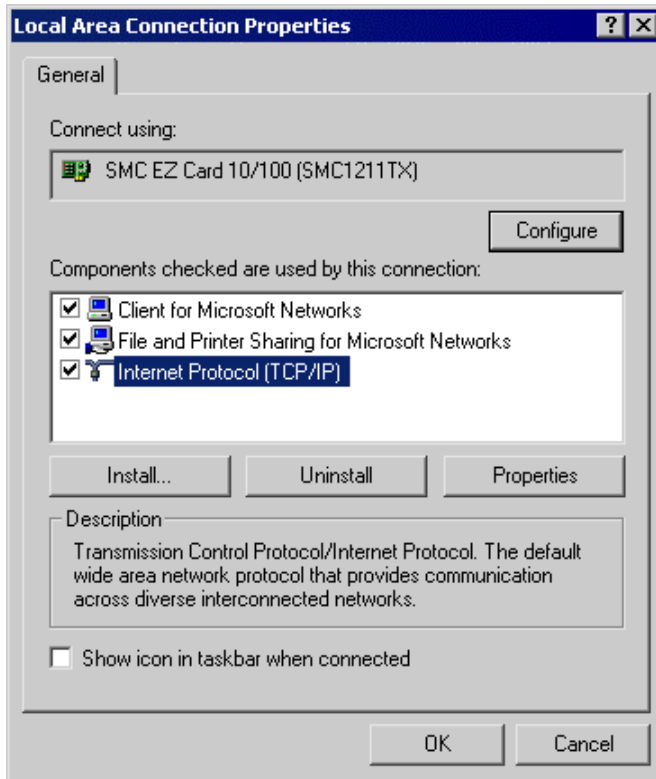 Local Area Connection Properties
General
Connect using:
SMC EZ Card 10/100 (SMC1211TX)
Configure
Components checked are used by this connection:
Client for Microsoft Networks
File and Printer Sharing for Microsoft Networks
Internet Protocol (TCP/IP)
Install...
Uninstall
Properties
Description
Transmission Control Protocol/Internet Protocol. The default
wide area network protocol that provides communication
across diverse interconnected networks.
Show icon in taskbar when connected
OK
Cancel